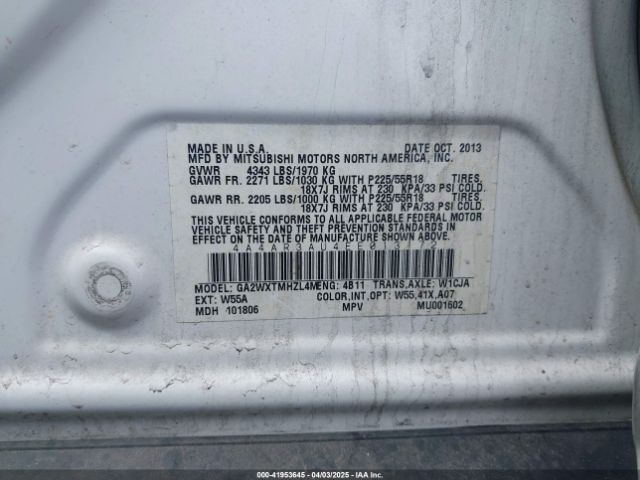 MADE IN U.S.A. DATE OCT. 2013
MFD BY MITSUBISHI MOTORS NORTH AMERICA, INC.
GVWR 4343 LBS/1970 KG
GAWR FR. 2271 LBS/1030 KG WITH P225/55R18 TIRES,
18X7J RIMS AT 230 KPA/33 PSI COLD.
GAWR RR. 2205 LBS/1000 KG WITH P225/55R18 TIRES,
18X7J RIMS AT 230 KPA/33 PSI COLD.
THIS VEHICLE CONFORMS TO ALL APPLICABLE FEDERAL MOTOR
VEHICLE SAFETY AND THEFT PREVENTION STANDARDS IN
EFFECT ON THE DATE OF MANUFACTURE SHOWN ABOVE.
MODEL: GA2WXTMHZL4M ENG: 4B11 TRANS,AXLE: W1CJA
EXT: W55A COLOR,INT,OPT: W55,41X,A07
MDH 101806 MPV MU001602
000-41953645 - 04/03/2025 - IAAI.COM